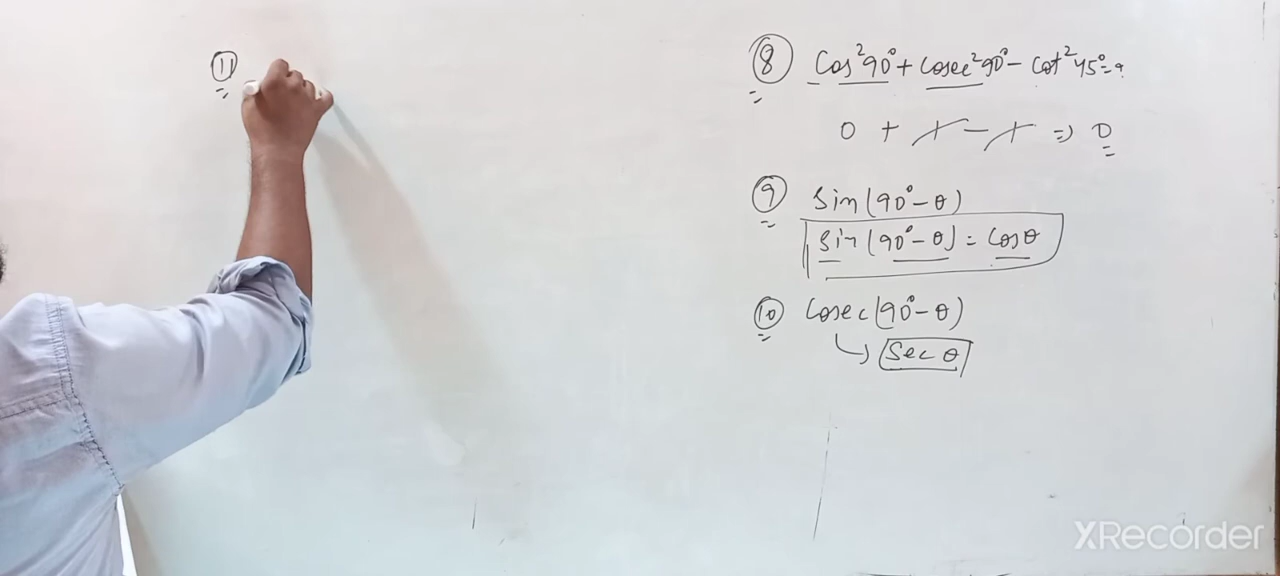 ⑪
⑧ Cos²90°+Cosec²90°- Cot²45°=?
0 + 1 - 1 => 0
⑨ Sin(90°-θ)
Sin(90°-θ) = Cosθ
⑩ Cosec(90°-θ)
↳ Sec θ
XRecorder